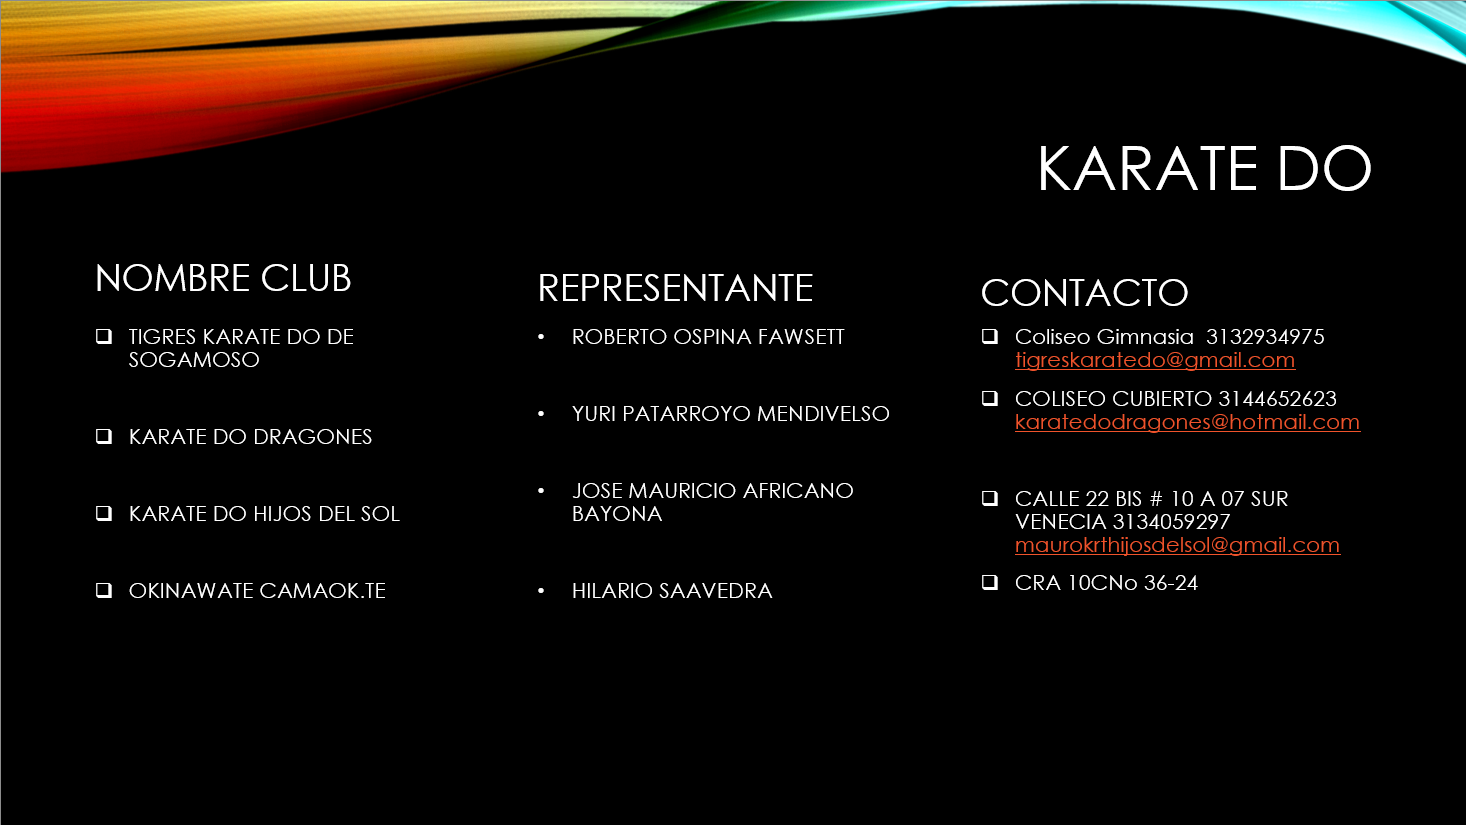 KARATE DO
NOMBRE CLUB
TIGRES KARATE DO DE
SOGAMOSO
KARATE DO DRAGONES
KARATE DO HIJOS DEL SOL
OKINAWATE CAMAOK.TE
REPRESENTANTE
ROBERTO OSPINA FAWSETT
YURI PATARROYO MENDIVELSO
JOSE MAURICIO AFRICANO
BAYONA
HILARIO SAAVEDRA
CONTACTO
Coliseo Gimnasia 3132934975
tigreskaratedo@gmail.com
COLISEO CUBIERTO 3144652623
karatedodragones@hotmail.com
CALLE 22 BIS # 10 A 07 SUR
VENECIA 3134059297
maurokrthijosdelsol@gmail.com
CRA 10CNo 36-24